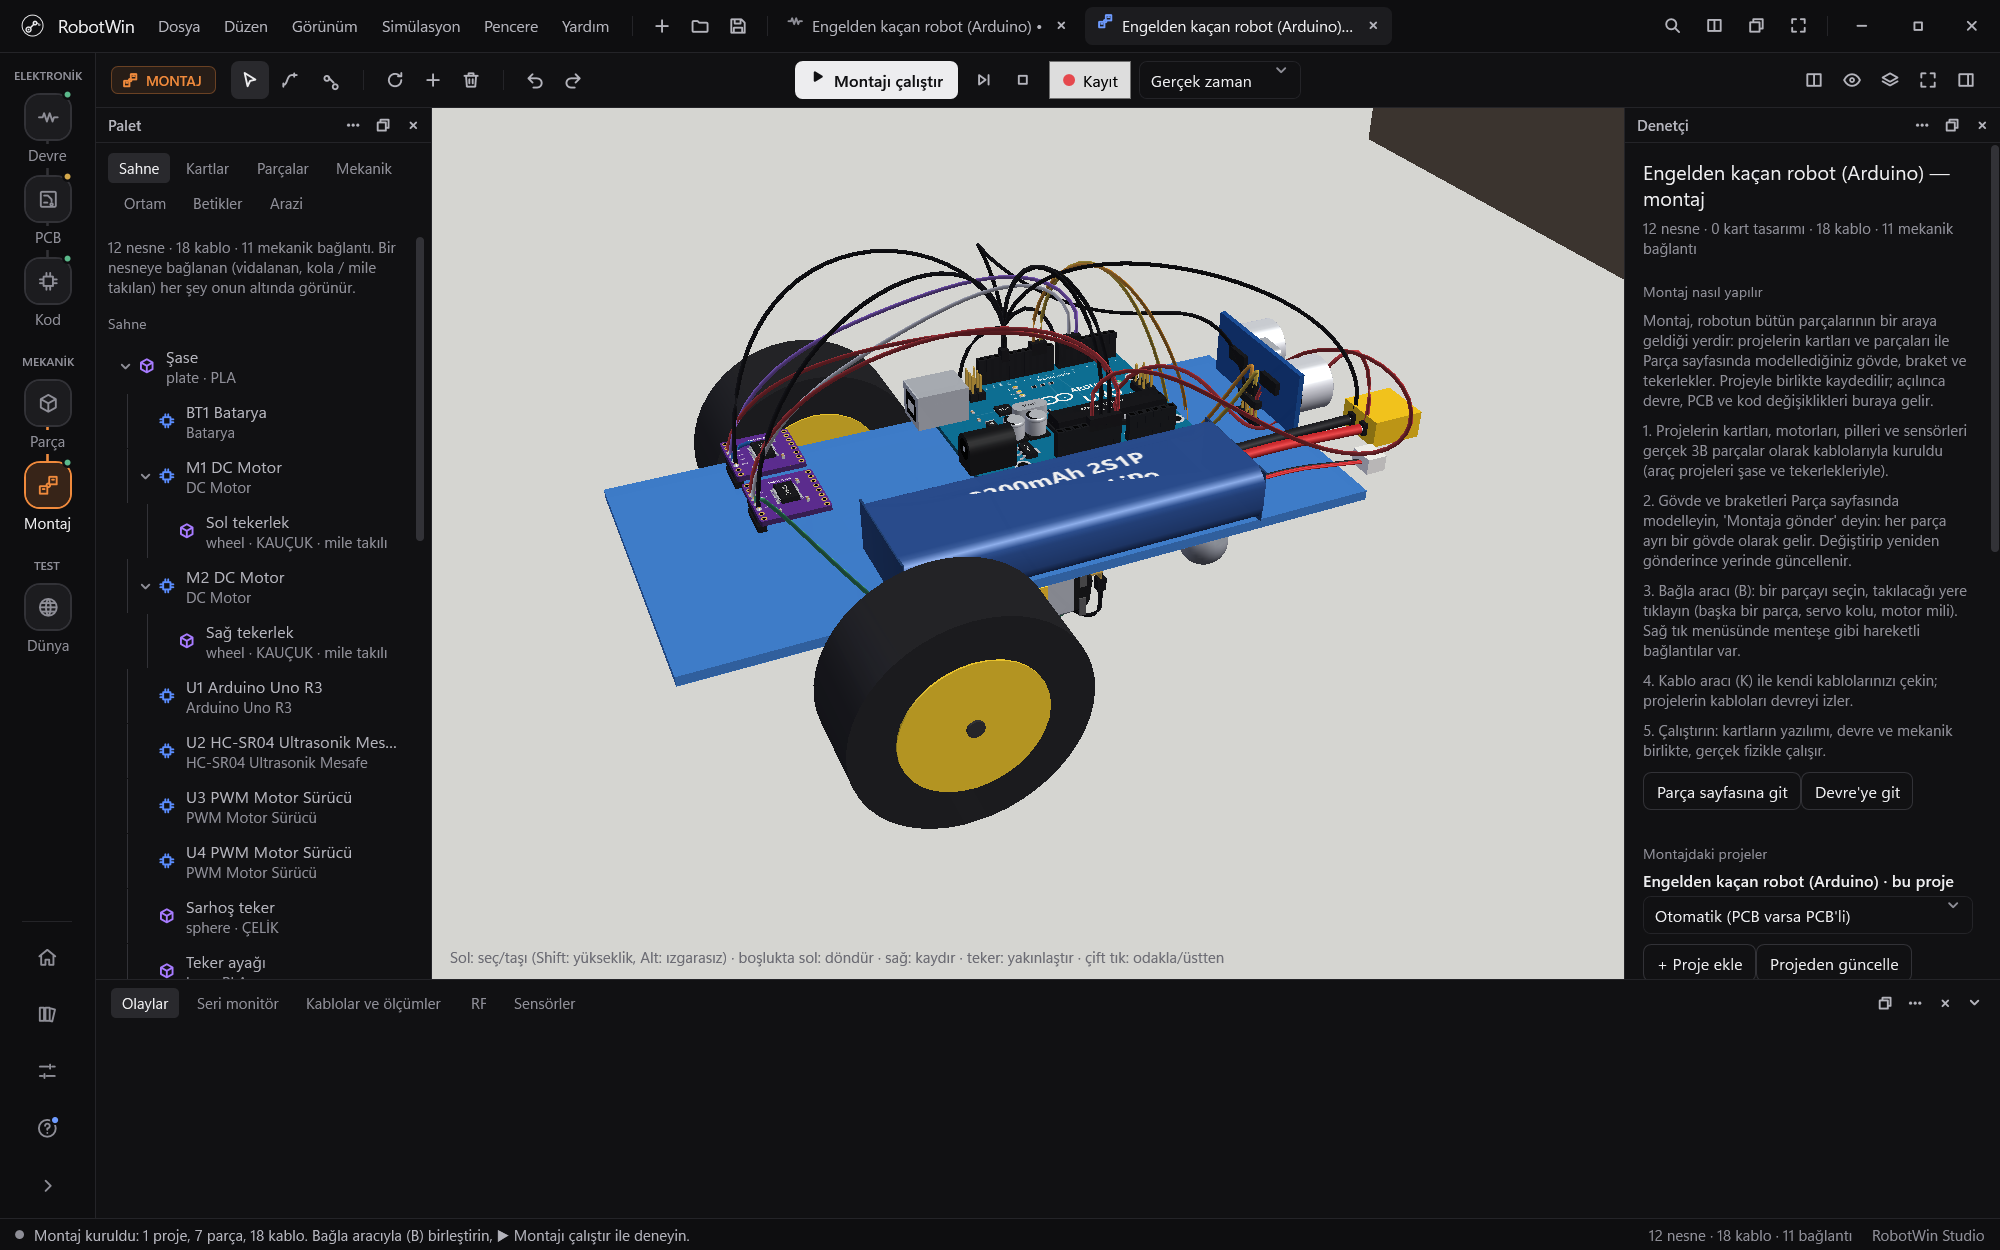 RobotWin Dosya Düzen Görünüm Simülasyon Pencere Yardım
Engelden kaçan robot (Arduino) •
Engelden kaçan robot (Arduino)...
ELEKTRONİK
Devre
PCB
Kod
MEKANİK
Parça
Montaj
TEST
Dünya
MONTAJ
Montajı çalıştır
Kayıt
Gerçek zaman
Palet
Sahne Kartlar Parçalar Mekanik
Ortam Betikler Arazi
12 nesne · 18 kablo · 11 mekanik bağlantı. Bir
nesneye bağlanan (vidalanan, kola / mile
takılan) her şey onun altında görünür.
Sahne
Şase
plate · PLA
BT1 Batarya
Batarya
M1 DC Motor
DC Motor
Sol tekerlek
wheel · KAUÇUK · mile takılı
M2 DC Motor
DC Motor
Sağ tekerlek
wheel · KAUÇUK · mile takılı
U1 Arduino Uno R3
Arduino Uno R3
U2 HC-SR04 Ultrasonik Mes...
HC-SR04 Ultrasonik Mesafe
U3 PWM Motor Sürücü
PWM Motor Sürücü
U4 PWM Motor Sürücü
PWM Motor Sürücü
Sarhoş teker
sphere · ÇELİK
Teker ayağı
2S1P
Sol: seç/taşı (Shift: yükseklik, Alt: ızgarasız) · boşlukta sol: döndür · sağ: kaydır · teker: yakınlaştır · çift tık: odakla/üstten
Denetçi
Engelden kaçan robot (Arduino) —
montaj
12 nesne · 0 kart tasarımı · 18 kablo · 11 mekanik
bağlantı
Montaj nasıl yapılır
Montaj, robotun bütün parçalarının bir araya
geldiği yerdir: projelerin kartları ve parçaları ile
Parça sayfasında modellediğiniz gövde, braket ve
tekerlekler. Projeyle birlikte kaydedilir; açılınca
devre, PCB ve kod değişiklikleri buraya gelir.
1. Projelerin kartları, motorları, pilleri ve sensörleri
gerçek 3B parçalar olarak kablolarıyla kuruldu
(araç projeleri şase ve tekerlekleriyle).
2. Gövde ve braketleri Parça sayfasında
modelleyin, 'Montaja gönder' deyin: her parça
ayrı bir gövde olarak gelir. Değiştirip yeniden
gönderince yerinde güncellenir.
3. Bağla aracı (B): bir parçayı seçin, takılacağı yere
tıklayın (başka bir parça, servo kolu, motor mili).
Sağ tık menüsünde menteşe gibi hareketli
bağlantılar var.
4. Kablo aracı (K) ile kendi kablolarınızı çekin;
projelerin kabloları devreyi izler.
5. Çalıştırın: kartların yazılımı, devre ve mekanik
birlikte, gerçek fizikle çalışır.
Parça sayfasına git Devre'ye git
Montajdaki projeler
Engelden kaçan robot (Arduino) · bu proje
Otomatik (PCB varsa PCB'li)
+ Proje ekle Projeden güncelle
Olaylar Seri monitör Kablolar ve ölçümler RF Sensörler
Montaj kuruldu: 1 proje, 7 parça, 18 kablo. Bağla aracıyla (B) birleştirin, ▶ Montajı çalıştır ile deneyin.
12 nesne · 18 kablo · 11 bağlantı RobotWin Studio